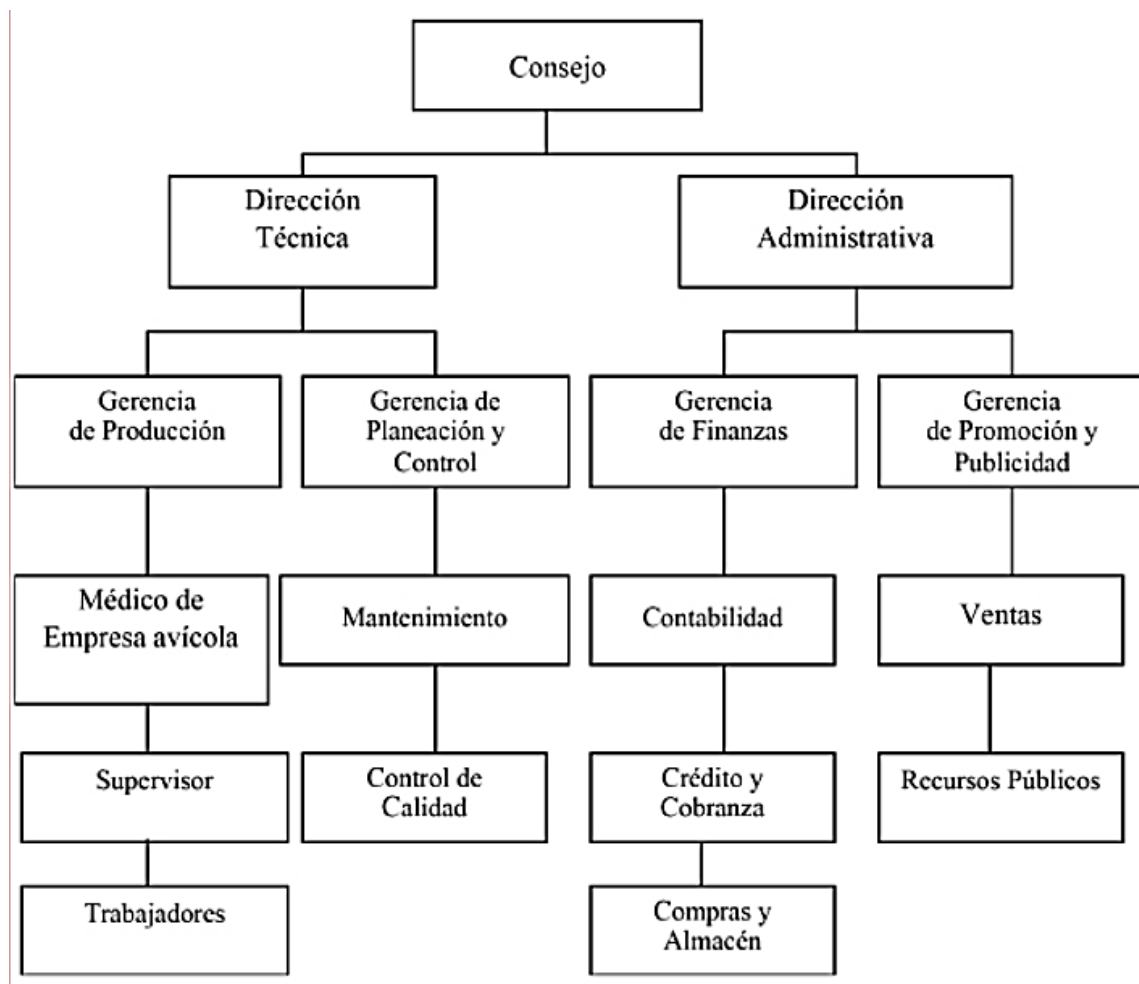 Consejo
Dirección
Técnica
Dirección
Administrativa
Gerencia
de Producción
Gerencia de
Planeación y
Control
Gerencia
de Finanzas
Gerencia
de Promoción y
Publicidad
Médico de
Empresa avícola
Mantenimiento
Contabilidad
Ventas
Supervisor
Control de
Calidad
Crédito y
Cobranza
Recursos Públicos
Trabajadores
Compras y
Almacén